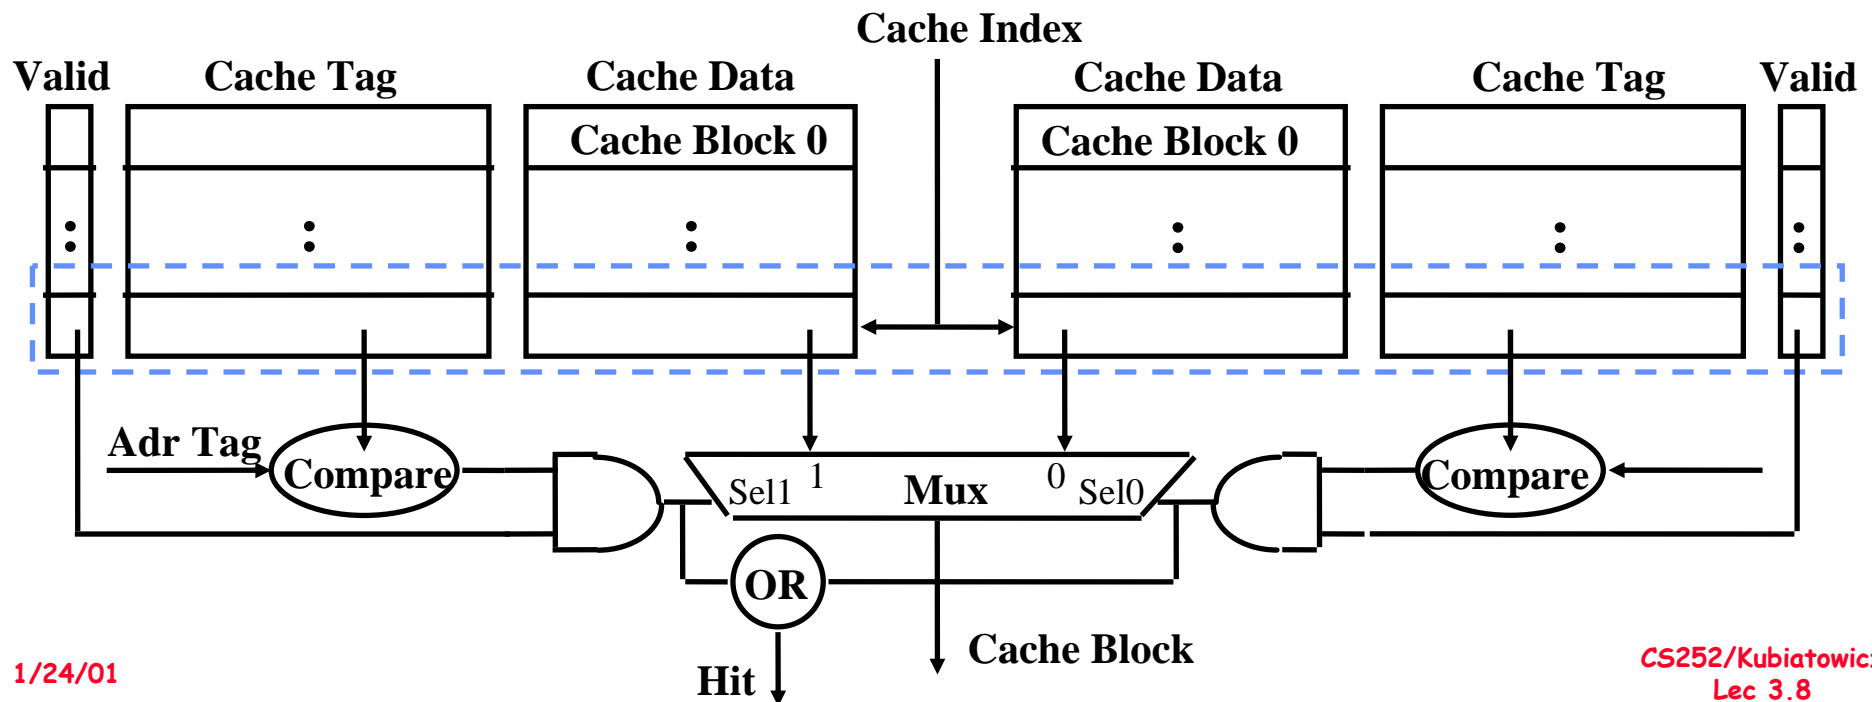 Cache Index
Valid
Cache Tag
Cache Data
Cache Data
Cache Tag
Valid
Cache Block 0
Cache Block 0
Adr Tag
Compare
Sel1
1
Mux
0
Sel0
Compare
OR
Hit
Cache Block
1/24/01
CS252/Kubiatowic
Lec 3.8